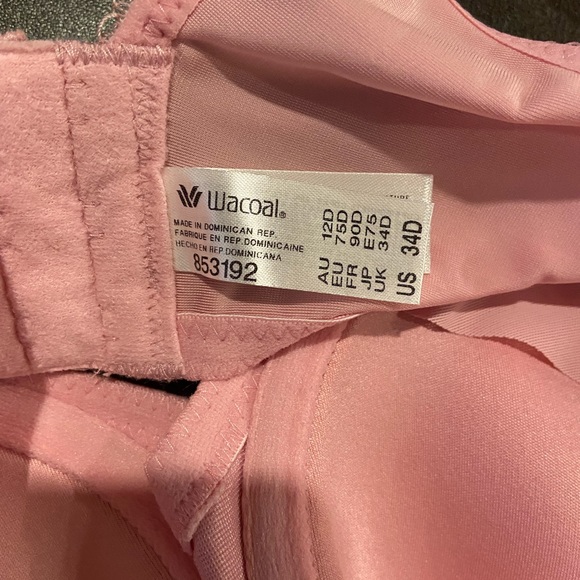 Wacoal®
MADE IN DOMINICAN REP.
FABRIQUE EN REP. DOMINICAINE
HECHO EN REP. DOMINICANA
853192
AU 12D
EU 75D
FR 90D
JP E75
UK 34D
US 34D